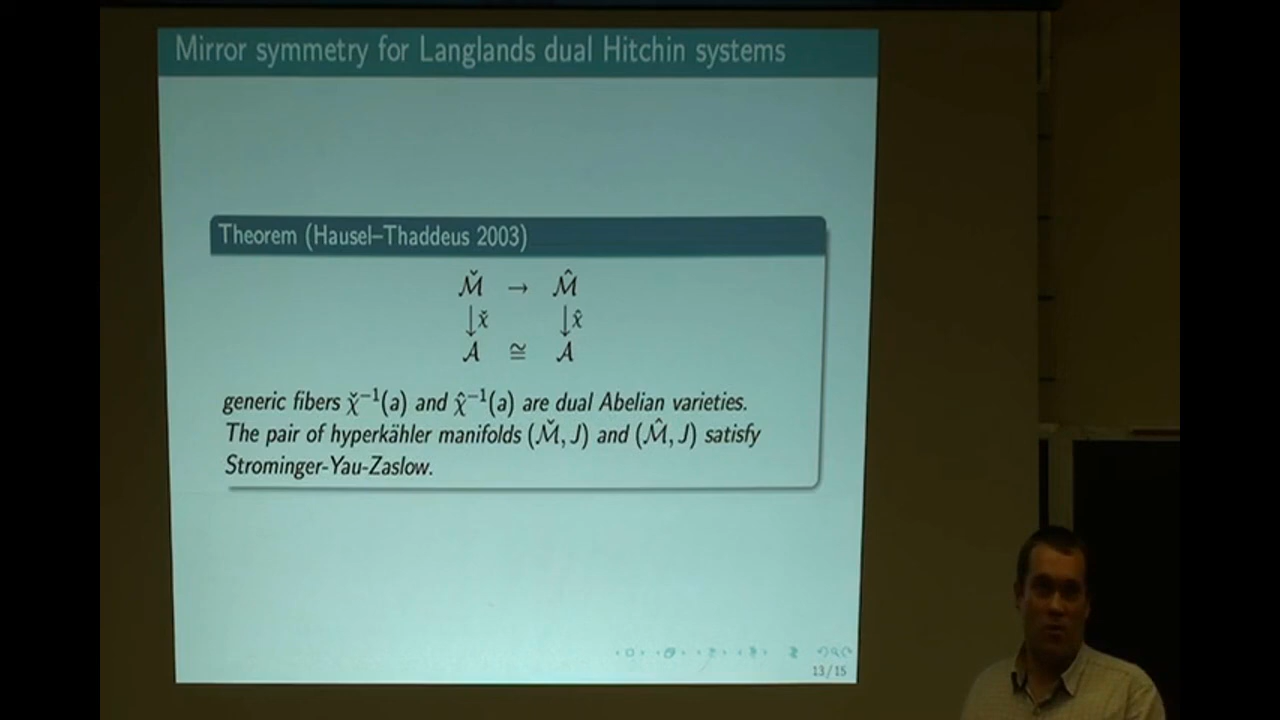 Mirror symmetry for Langlands dual Hitchin systems
Theorem (Hausel–Thaddeus 2003)
ℳ̌ → ℳ̂
↓χ̌ ↓χ̂
𝒜 ≅ 𝒜
generic fibers χ̌⁻¹(a) and χ̂⁻¹(a) are dual Abelian varieties.
The pair of hyperkähler manifolds (ℳ̌, J) and (ℳ̂, J) satisfy
Strominger-Yau-Zaslow.
13/15